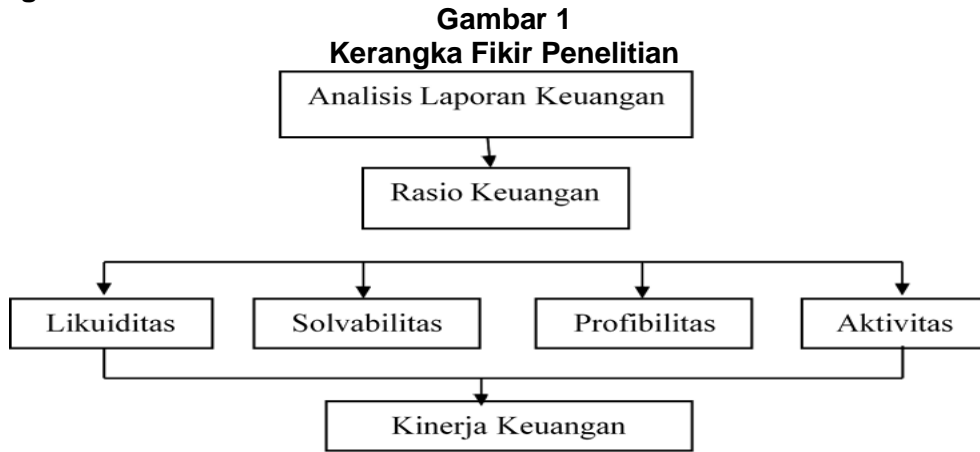 Gambar 1
Kerangka Fikir Penelitian
Analisis Laporan Keuangan
Rasio Keuangan
Likuiditas
Solvabilitas
Profibilitas
Aktivitas
Kinerja Keuangan